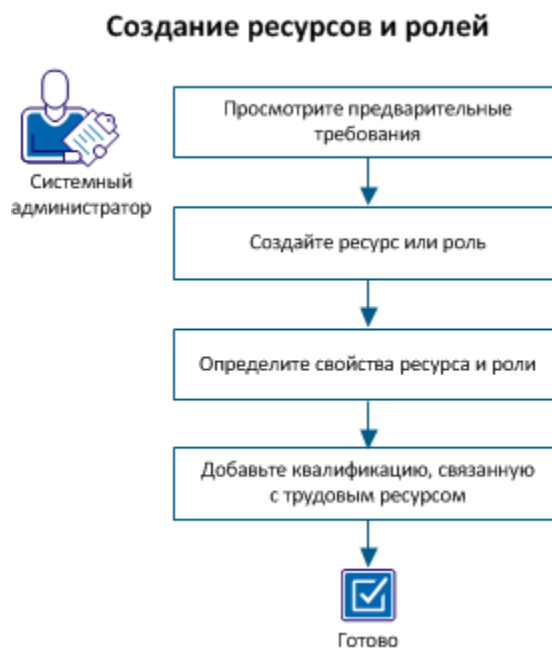 Создание ресурсов и ролей
Системный
администратор
Просмотрите предварительные
требования
Создайте ресурс или роль
Определите свойства ресурса и роли
Добавьте квалификацию, связанную
с трудовым ресурсом
Готово